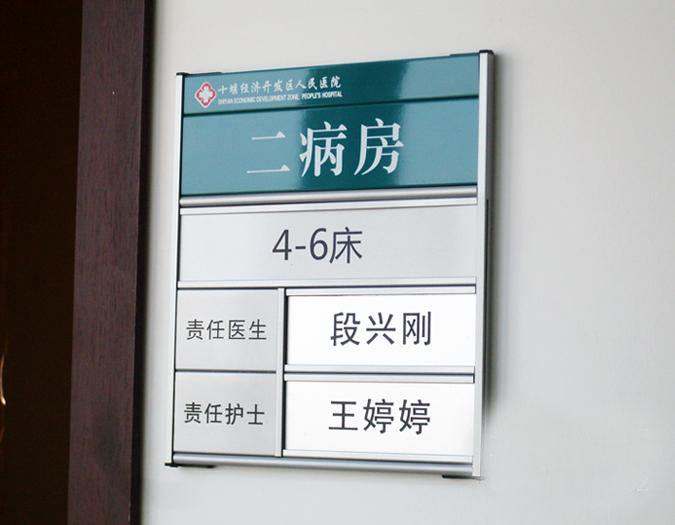 十堰经济开发区人民医院
SHIYAN ECONOMIC DEVELOPMENT ZONE, PEOPLE'S HOSPITAL
二病房
4-6床
责任医生 段兴刚
责任护士 王婷婷